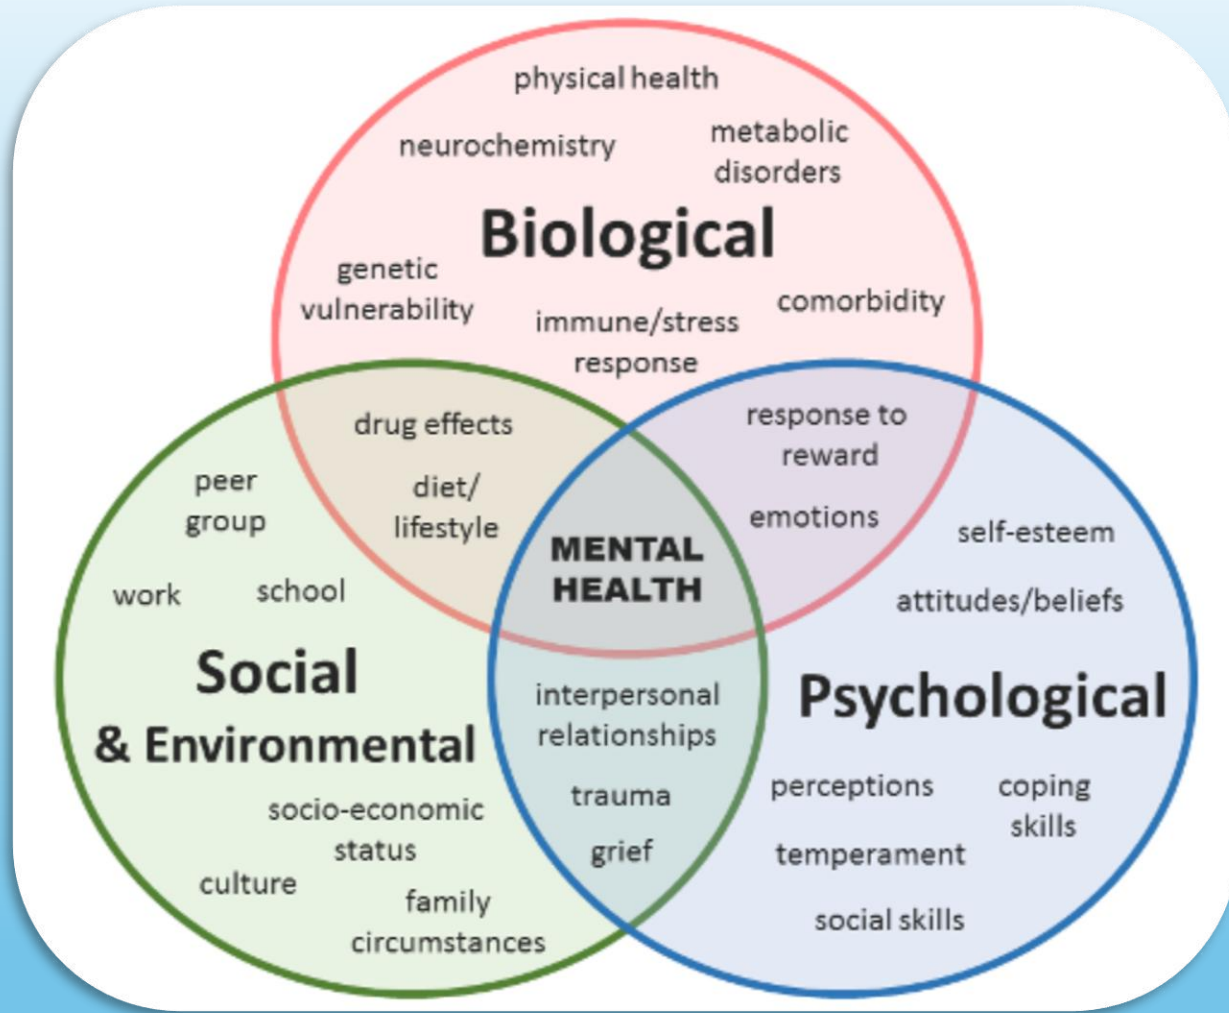 physical health
neurochemistry
metabolic
disorders
Biological
genetic
vulnerability
immune/stress
response
comorbidity
drug effects
diet/
lifestyle
response to
reward
emotions
MENTAL
HEALTH
peer
group
work
school
Social
& Environmental
socio-economic
status
culture
family
circumstances
interpersonal
relationships
trauma
grief
self-esteem
attitudes/beliefs
Psychological
perceptions
coping
skills
temperament
social skills